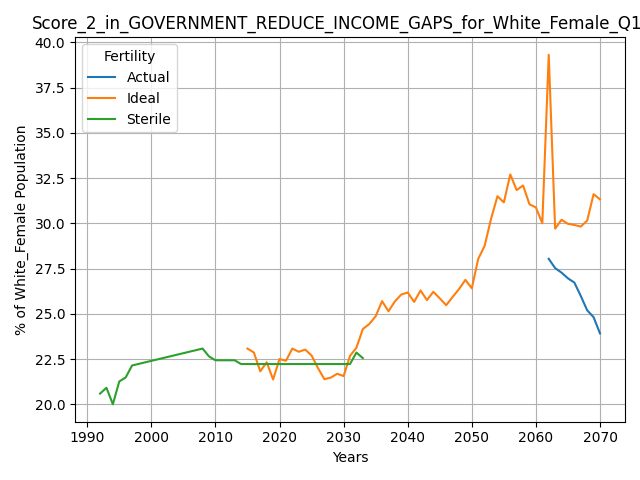 Score_2_in_GOVERNMENT_REDUCE_INCOME_GAPS_for_White_Female_Q1
Fertility
Actual
Ideal
Sterile
% of White_Female Population
40.0
37.5
35.0
32.5
30.0
27.5
25.0
22.5
20.0
1990 2000 2010 2020 2030 2040 2050 2060 2070
Years